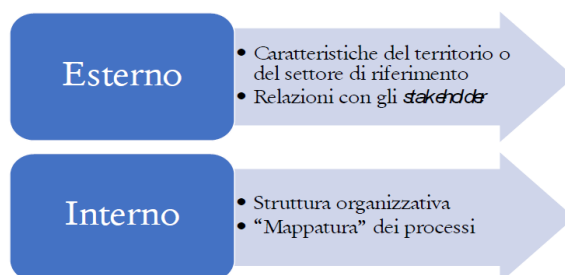 Esterno
• Caratteristiche del territorio o
del settore di riferimento
• Relazioni con gli stakeholder
Interno
• Struttura organizzativa
• “Mappatura” dei processi